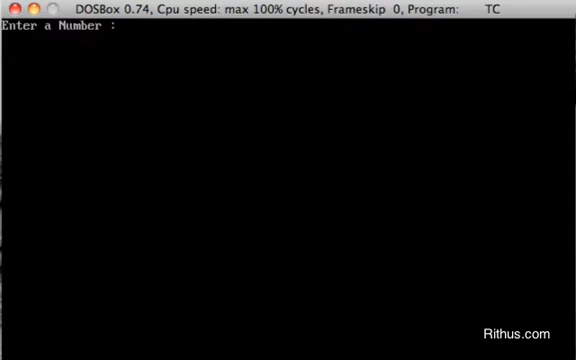 DOSBox 0.74, Cpu speed: max 100% cycles, Frameskip  0, Program:       TC
Enter a Number :
Rithus.com